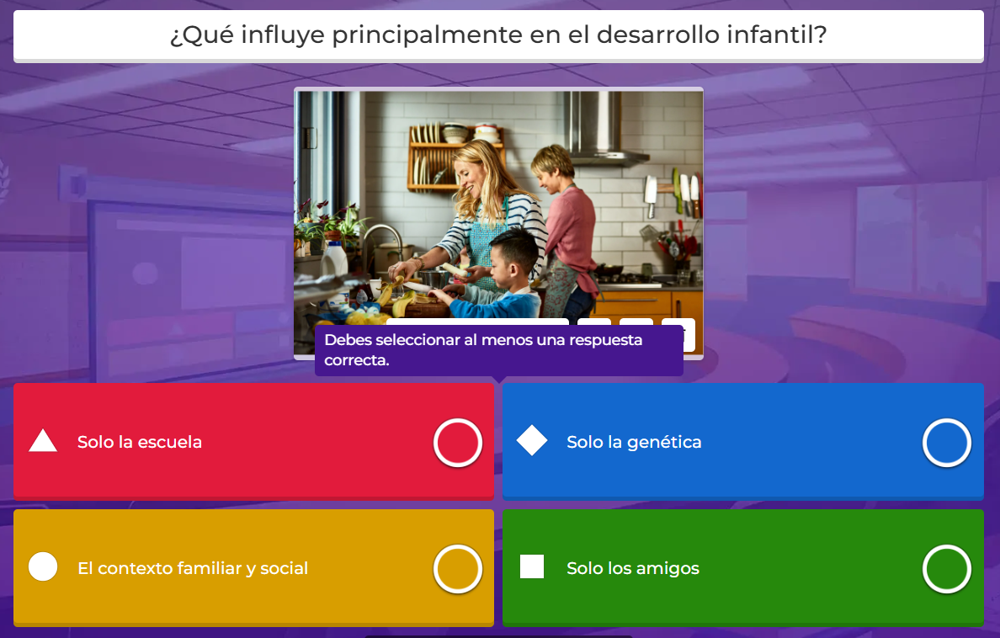 ¿Qué influye principalmente en el desarrollo infantil?
Debes seleccionar al menos una respuesta
correcta.
Solo la escuela
Solo la genética
El contexto familiar y social
Solo los amigos